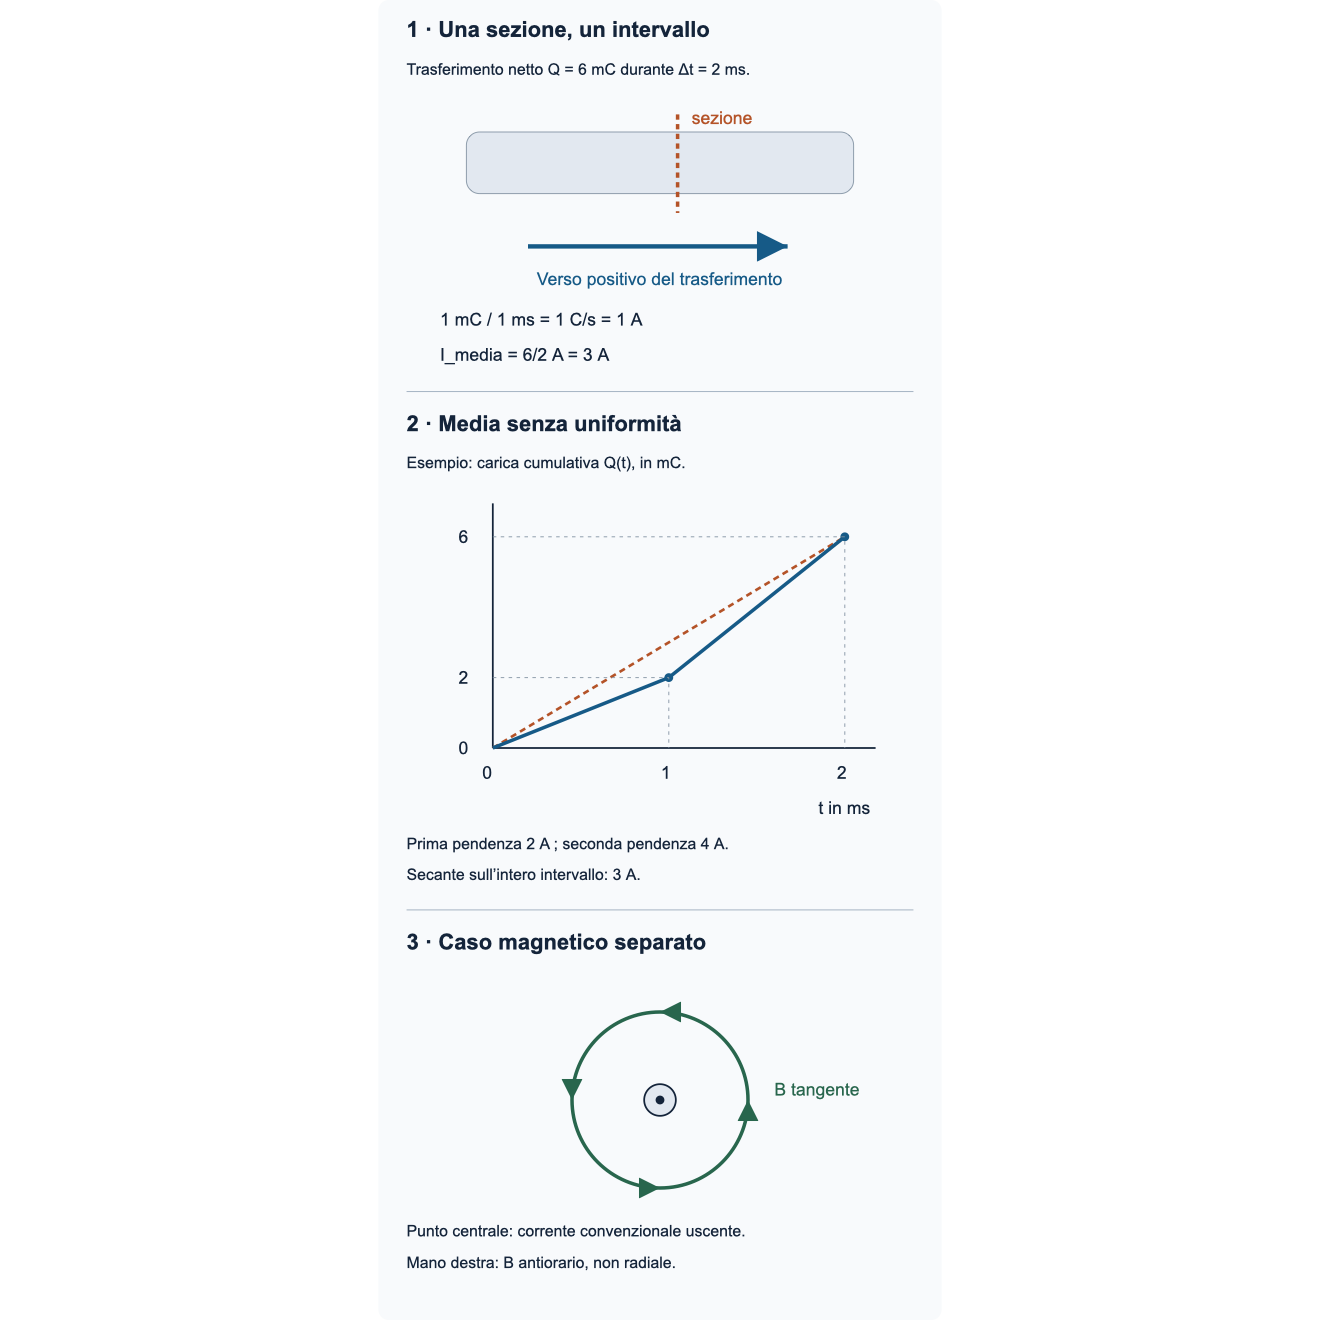 1 · Una sezione, un intervallo
Trasferimento netto Q = 6 mC durante Δt = 2 ms.
sezione
Verso positivo del trasferimento
1 mC / 1 ms = 1 C/s = 1 A
I_media = 6/2 A = 3 A
2 · Media senza uniformità
Esempio: carica cumulativa Q(t), in mC.
6
2
0
0 1 2
t in ms
Prima pendenza 2 A ; seconda pendenza 4 A.
Secante sull’intero intervallo: 3 A.
3 · Caso magnetico separato
B tangente
Punto centrale: corrente convenzionale uscente.
Mano destra: B antiorario, non radiale.